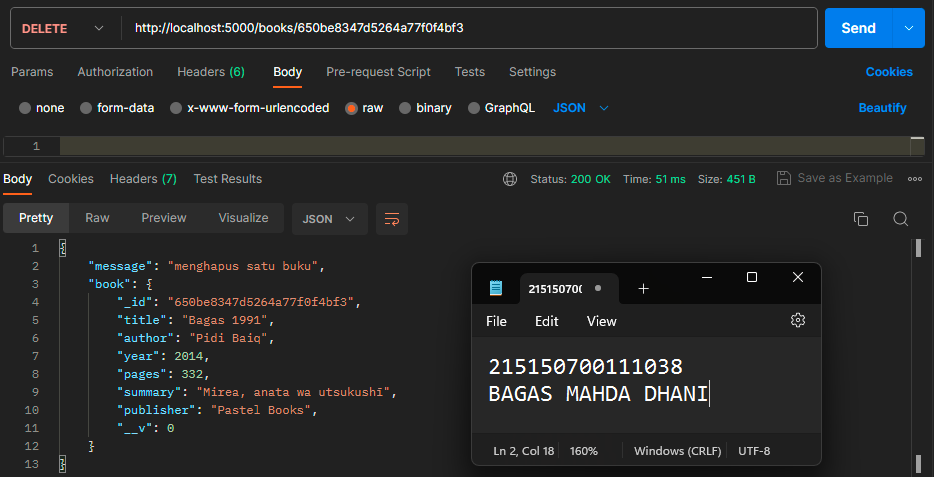 DELETE http://localhost:5000/books/650be8347d5264a77f0f4bf3 Send
Params Authorization Headers (6) Body Pre-request Script Tests Settings Cookies
none form-data x-www-form-urlencoded raw binary GraphQL JSON Beautify
1
Body Cookies Headers (7) Test Results Status: 200 OK Time: 51 ms Size: 451 B Save as Example
Pretty Raw Preview Visualize JSON
1 {
2 "message": "menghapus satu buku",
3 "book": {
4 "_id": "650be8347d5264a77f0f4bf3",
5 "title": "Bagas 1991",
6 "author": "Pidi Baiq",
7 "year": 2014,
8 "pages": 332,
9 "summary": "Mirea, anata wa utsukushī",
10 "publisher": "Pastel Books",
11 "__v": 0
12 }
13 }
215150700
File Edit View
215150700111038
BAGAS MAHDA DHANI
Ln 2, Col 18 160% Windows (CRLF) UTF-8